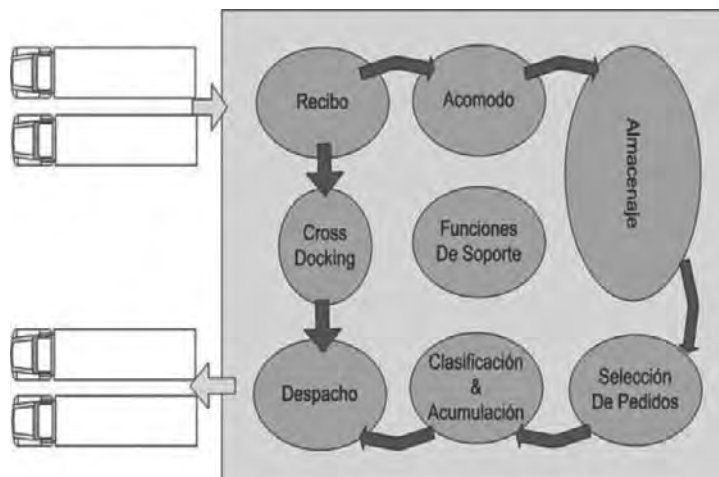 Recibo
Acomodo
Almacenaje
Cross
Docking
Funciones
De Soporte
Despacho
Clasificación
&
Acumulación
Selección
De Pedidos